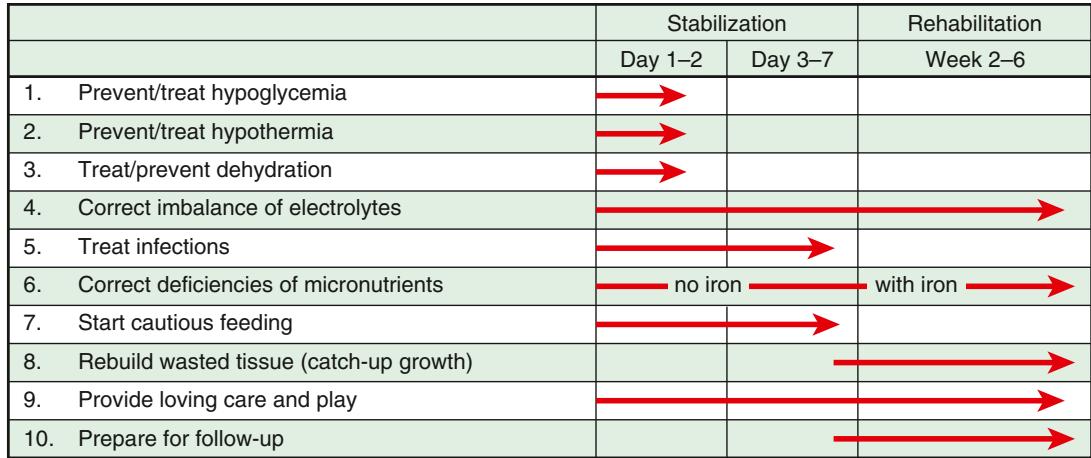 Stabilization Rehabilitation
Day 1–2 Day 3–7 Week 2–6
1. Prevent/treat hypoglycemia
2. Prevent/treat hypothermia
3. Treat/prevent dehydration
4. Correct imbalance of electrolytes
5. Treat infections
6. Correct deficiencies of micronutrients no iron with iron
7. Start cautious feeding
8. Rebuild wasted tissue (catch-up growth)
9. Provide loving care and play
10. Prepare for follow-up